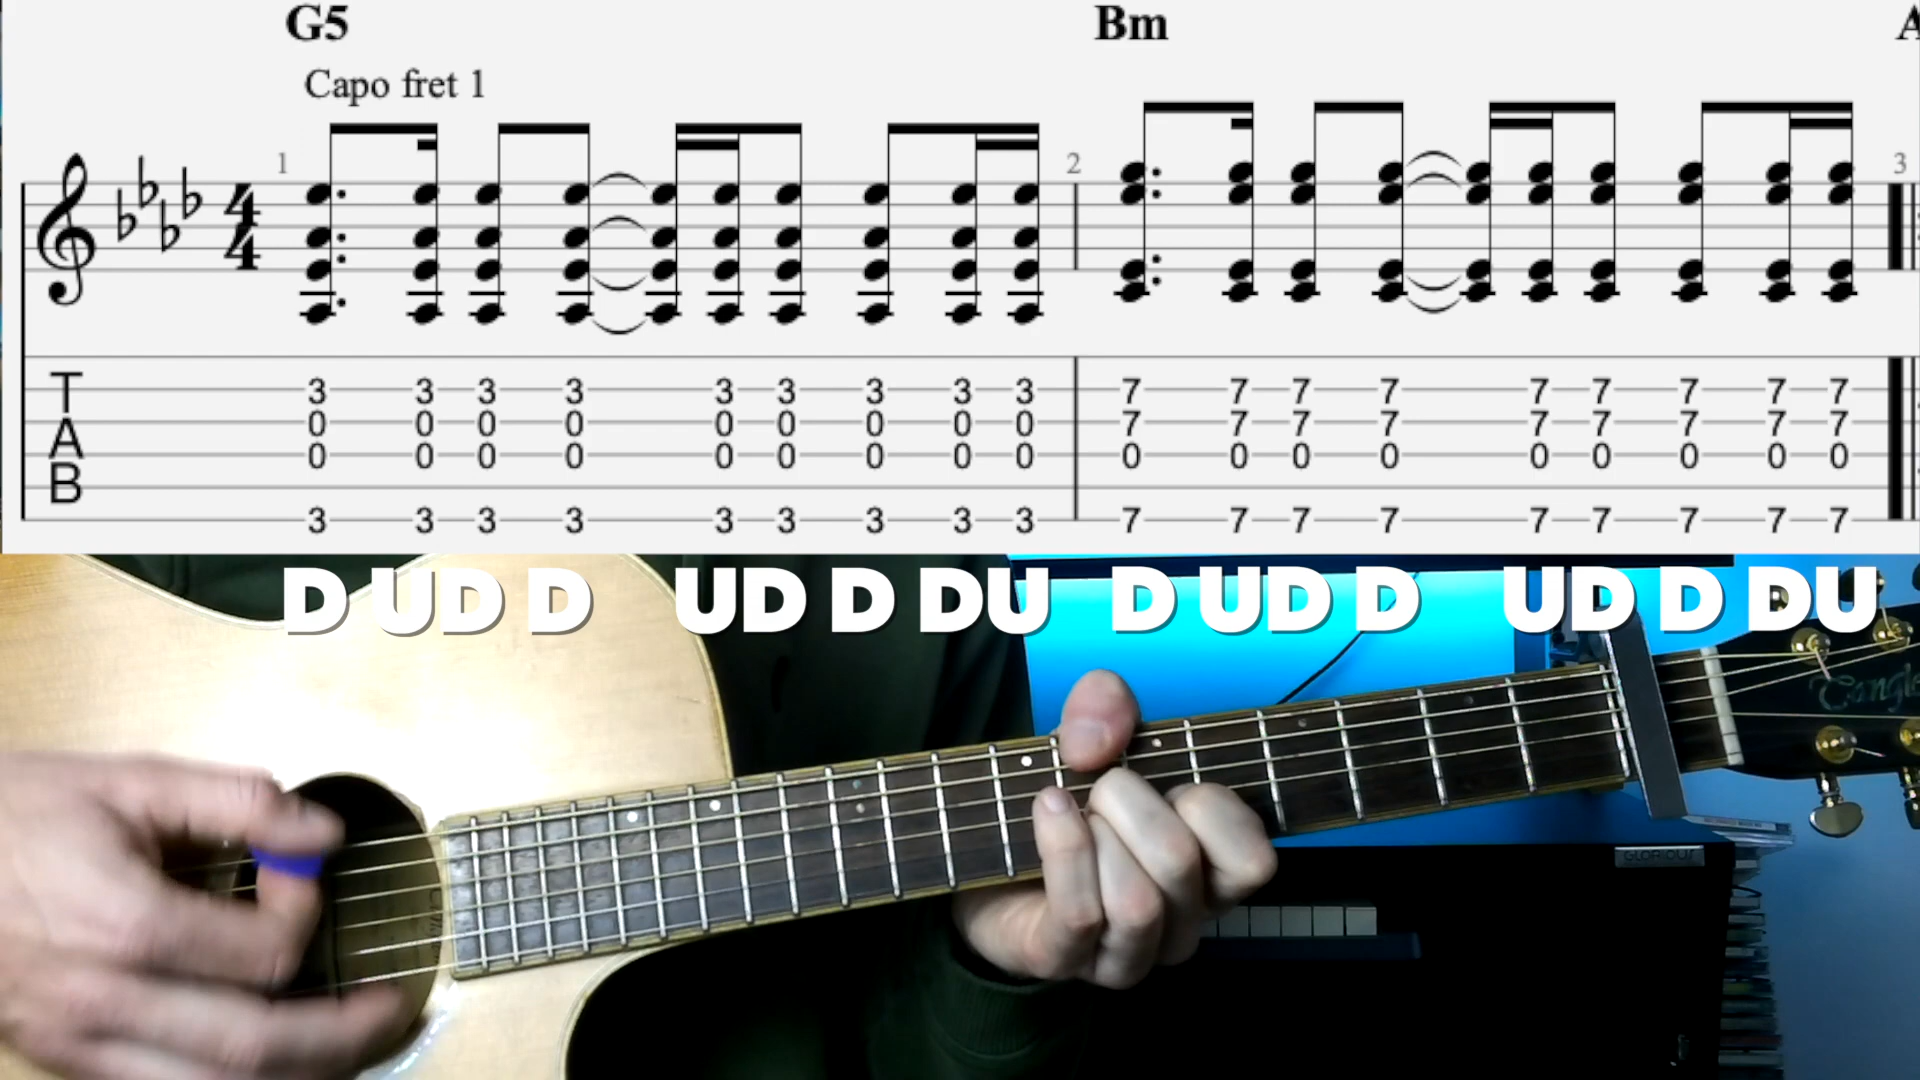 G5 Bm A
Capo fret 1
1 2 3
4
4
T 3 3 3 3 3 3 3 3 3 7 7 7 7 7 7 7 7 7
0 0 0 0 0 0 0 0 0 7 7 7 7 7 7 7 7 7
A 0 0 0 0 0 0 0 0 0 0 0 0 0 0 0 0 0 0
B
3 3 3 3 3 3 3 3 3 7 7 7 7 7 7 7 7 7
D UD D UD D DU D UD D UD D DU
GLORIOUS